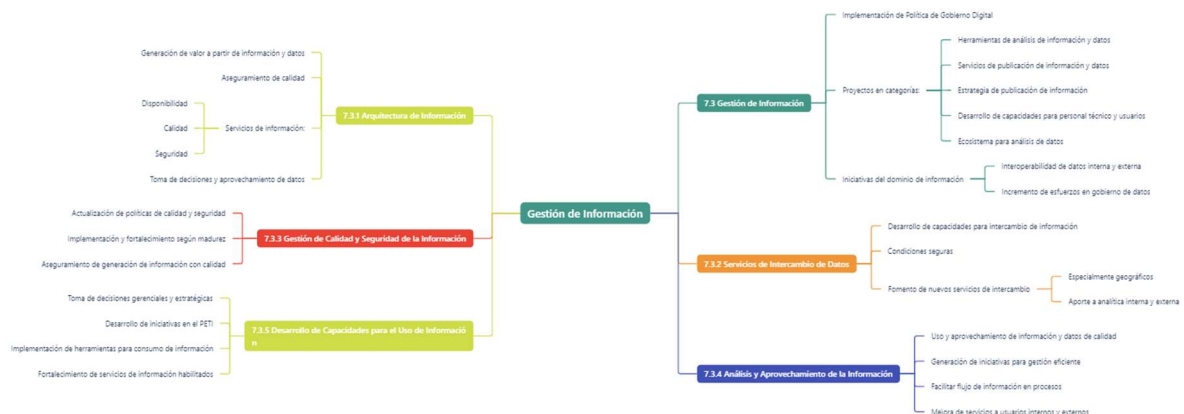 Gestión de Información
7.3 Gestión de Información
Implementación de Política de Gobierno Digital
Proyectos en categorías:
Herramientas de análisis de información y datos
Servicios de publicación de información y datos
Estrategia de publicación de información
Desarrollo de capacidades para personal técnico y usuarios
Ecosistema para análisis de datos
Iniciativas del dominio de información
Interoperabilidad de datos interna y externa
Incremento de esfuerzos en gobierno de datos
7.3.1 Arquitectura de Información
Generación de valor a partir de información y datos
Aseguramiento de calidad
Servicios de información:
Disponibilidad
Calidad
Seguridad
Toma de decisiones y aprovechamiento de datos
7.3.2 Servicios de Intercambio de Datos
Desarrollo de capacidades para intercambio de información
Condiciones seguras
Fomento de nuevos servicios de intercambio
Especialmente geográficos
Aporte a analítica interna y externa
7.3.3 Gestión de Calidad y Seguridad de la Información
Actualización de políticas de calidad y seguridad
Implementación y fortalecimiento según madurez
Aseguramiento de generación de información con calidad
7.3.4 Análisis y Aprovechamiento de la Información
Uso y aprovechamiento de información y datos de calidad
Generación de iniciativas para gestión eficiente
Facilitar flujo de información en procesos
Mejora de servicios a usuarios internos y externos
7.3.5 Desarrollo de Capacidades para el Uso de Informació
n
Toma de decisiones gerenciales y estratégicas
Desarrollo de iniciativas en el PETI
Implementación de herramientas para consumo de información
Fortalecimiento de servicios de información habilitados